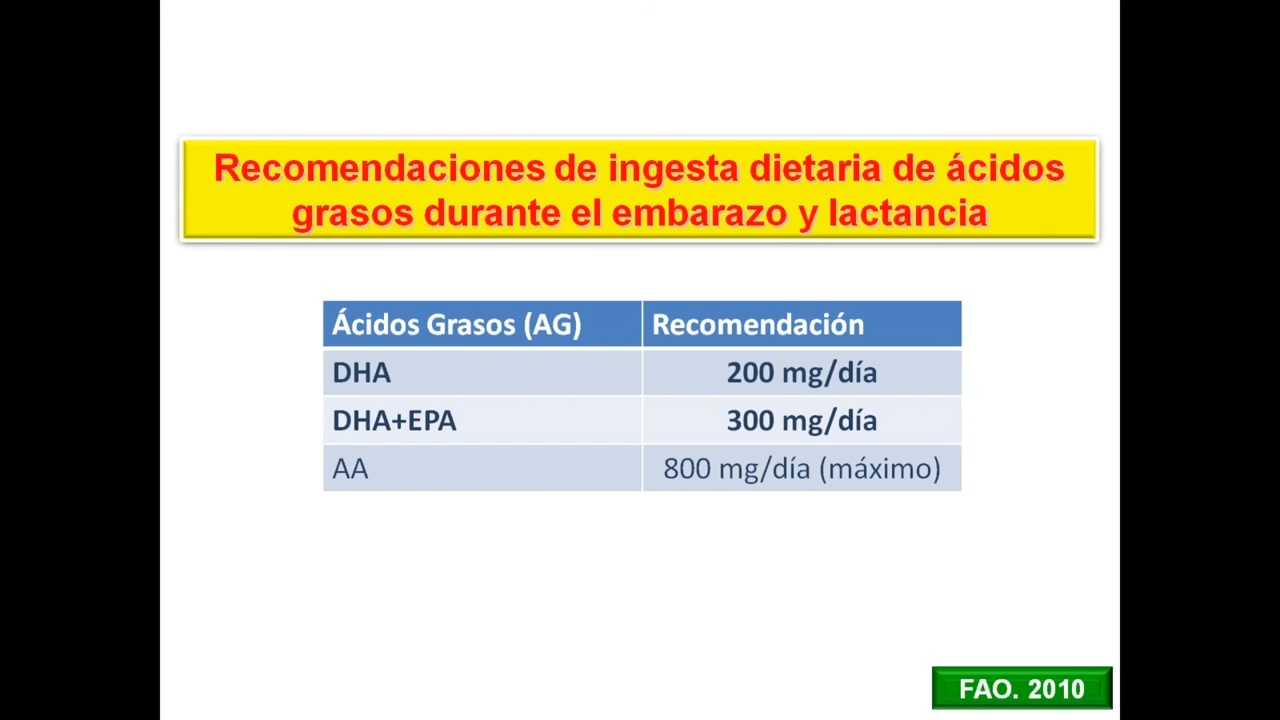 Recomendaciones de ingesta dietaria de ácidos
grasos durante el embarazo y lactancia
Ácidos Grasos (AG) Recomendación
DHA 200 mg/día
DHA+EPA 300 mg/día
AA 800 mg/día (máximo)
FAO. 2010